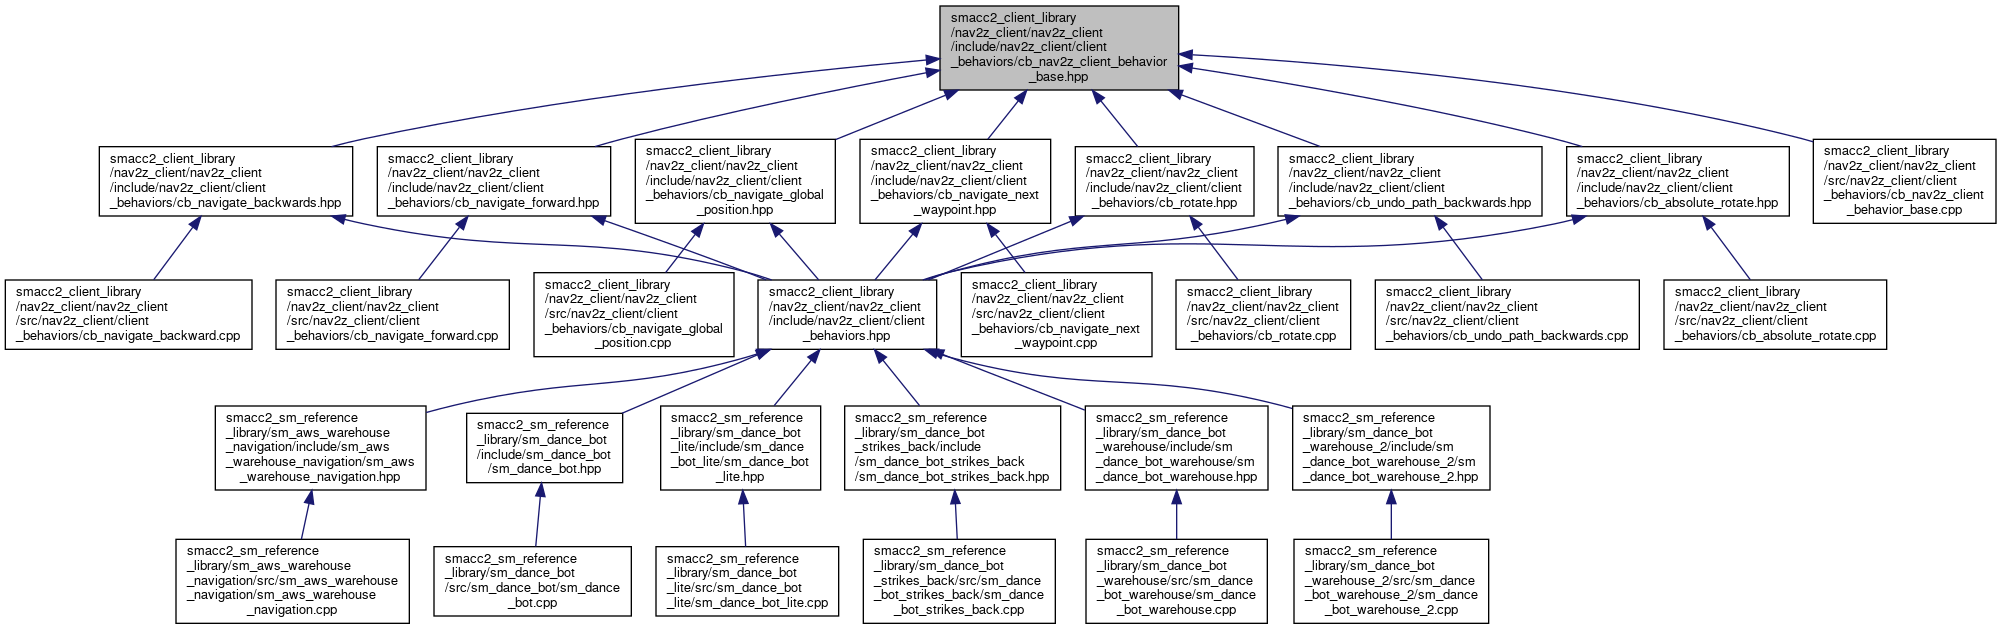 smacc2_client_library
/nav2z_client/nav2z_client
/include/nav2z_client/client
_behaviors/cb_nav2z_client_behavior
_base.hpp
smacc2_client_library
/nav2z_client/nav2z_client
/include/nav2z_client/client
_behaviors/cb_navigate_backwards.hpp
smacc2_client_library
/nav2z_client/nav2z_client
/include/nav2z_client/client
_behaviors/cb_navigate_forward.hpp
smacc2_client_library
/nav2z_client/nav2z_client
/include/nav2z_client/client
_behaviors/cb_navigate_global
_position.hpp
smacc2_client_library
/nav2z_client/nav2z_client
/include/nav2z_client/client
_behaviors/cb_navigate_next
_waypoint.hpp
smacc2_client_library
/nav2z_client/nav2z_client
/include/nav2z_client/client
_behaviors/cb_rotate.hpp
smacc2_client_library
/nav2z_client/nav2z_client
/include/nav2z_client/client
_behaviors/cb_undo_path_backwards.hpp
smacc2_client_library
/nav2z_client/nav2z_client
/include/nav2z_client/client
_behaviors/cb_absolute_rotate.hpp
smacc2_client_library
/nav2z_client/nav2z_client
/src/nav2z_client/client
_behaviors/cb_nav2z_client
_behavior_base.cpp
smacc2_client_library
/nav2z_client/nav2z_client
/src/nav2z_client/client
_behaviors/cb_navigate_backward.cpp
smacc2_client_library
/nav2z_client/nav2z_client
/src/nav2z_client/client
_behaviors/cb_navigate_forward.cpp
smacc2_client_library
/nav2z_client/nav2z_client
/src/nav2z_client/client
_behaviors/cb_navigate_global
_position.cpp
smacc2_client_library
/nav2z_client/nav2z_client
/include/nav2z_client/client
_behaviors.hpp
smacc2_client_library
/nav2z_client/nav2z_client
/src/nav2z_client/client
_behaviors/cb_navigate_next
_waypoint.cpp
smacc2_client_library
/nav2z_client/nav2z_client
/src/nav2z_client/client
_behaviors/cb_rotate.cpp
smacc2_client_library
/nav2z_client/nav2z_client
/src/nav2z_client/client
_behaviors/cb_undo_path_backwards.cpp
smacc2_client_library
/nav2z_client/nav2z_client
/src/nav2z_client/client
_behaviors/cb_absolute_rotate.cpp
smacc2_sm_reference
_library/sm_aws_warehouse
_navigation/include/sm_aws
_warehouse_navigation/sm_aws
_warehouse_navigation.hpp
smacc2_sm_reference
_library/sm_dance_bot
/include/sm_dance_bot
/sm_dance_bot.hpp
smacc2_sm_reference
_library/sm_dance_bot
_lite/include/sm_dance
_bot_lite/sm_dance_bot
_lite.hpp
smacc2_sm_reference
_library/sm_dance_bot
_strikes_back/include
/sm_dance_bot_strikes_back
/sm_dance_bot_strikes_back.hpp
smacc2_sm_reference
_library/sm_dance_bot
_warehouse/include/sm
_dance_bot_warehouse/sm
_dance_bot_warehouse.hpp
smacc2_sm_reference
_library/sm_dance_bot
_warehouse_2/include/sm
_dance_bot_warehouse_2/sm
_dance_bot_warehouse_2.hpp
smacc2_sm_reference
_library/sm_aws_warehouse
_navigation/src/sm_aws_warehouse
_navigation/sm_aws_warehouse
_navigation.cpp
smacc2_sm_reference
_library/sm_dance_bot
/src/sm_dance_bot/sm_dance
_bot.cpp
smacc2_sm_reference
_library/sm_dance_bot
_lite/src/sm_dance_bot
_lite/sm_dance_bot_lite.cpp
smacc2_sm_reference
_library/sm_dance_bot
_strikes_back/src/sm_dance
_bot_strikes_back/sm_dance
_bot_strikes_back.cpp
smacc2_sm_reference
_library/sm_dance_bot
_warehouse/src/sm_dance
_bot_warehouse/sm_dance
_bot_warehouse.cpp
smacc2_sm_reference
_library/sm_dance_bot
_warehouse_2/src/sm_dance
_bot_warehouse_2/sm_dance
_bot_warehouse_2.cpp